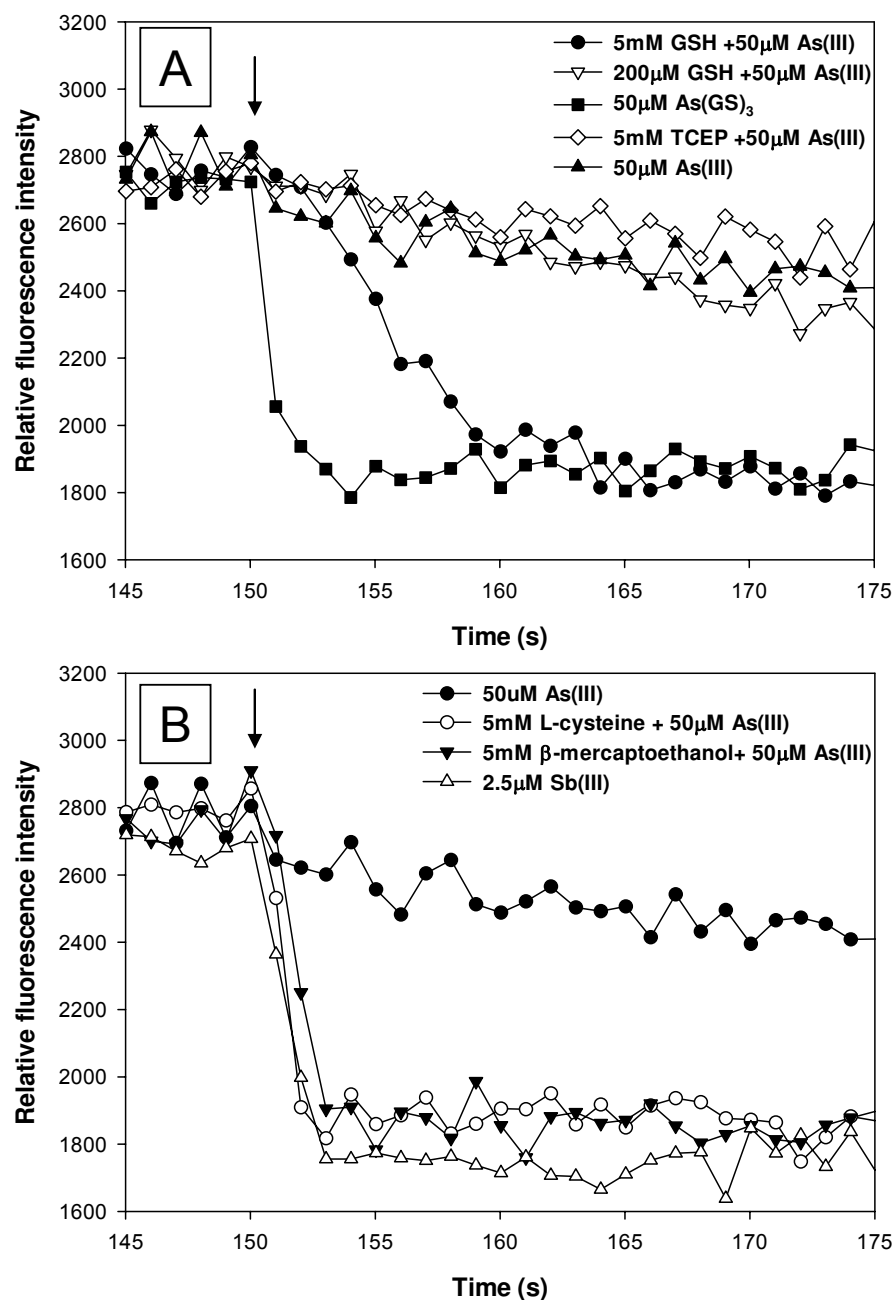 A
5mM GSH +50μM As(III)
200μM GSH +50μM As(III)
50μM As(GS)3
5mM TCEP +50μM As(III)
50μM As(III)
Relative fluorescence intensity
3200
3000
2800
2600
2400
2200
2000
1800
1600
145 150 155 160 165 170 175
Time (s)
B
50uM As(III)
5mM L-cysteine + 50μM As(III)
5mM β-mercaptoethanol+ 50μM As(III)
2.5μM Sb(III)
Relative fluorescence intensity
3200
3000
2800
2600
2400
2200
2000
1800
1600
145 150 155 160 165 170 175
Time (s)